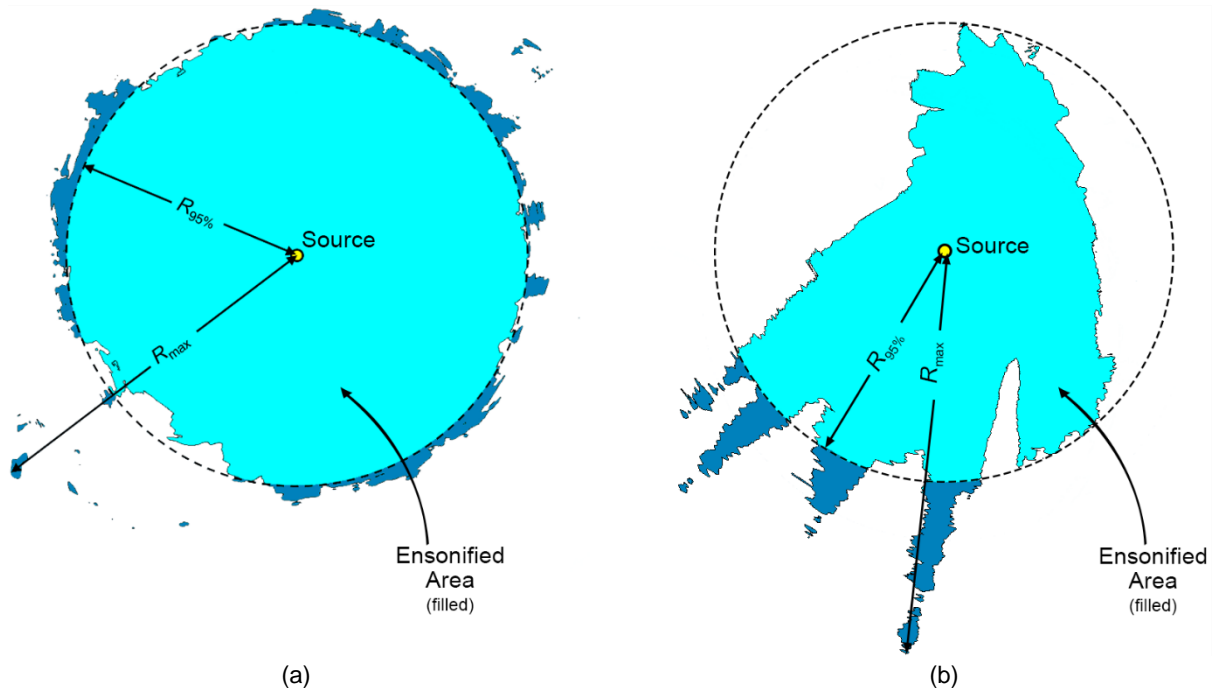 R95%
Source
Rmax
Ensonified
Area
(filled)
(a)
Source
R95%
Rmax
Ensonified
Area
(filled)
(b)